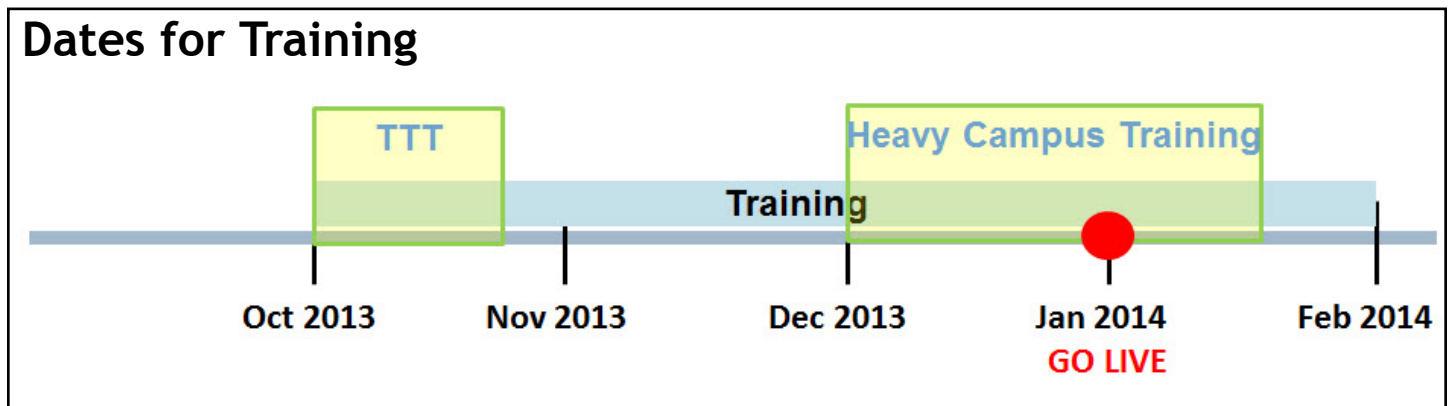 Dates for Training
TTT
Heavy Campus Training
Training
Oct 2013
Nov 2013
Dec 2013
Jan 2014
Feb 2014
GO LIVE